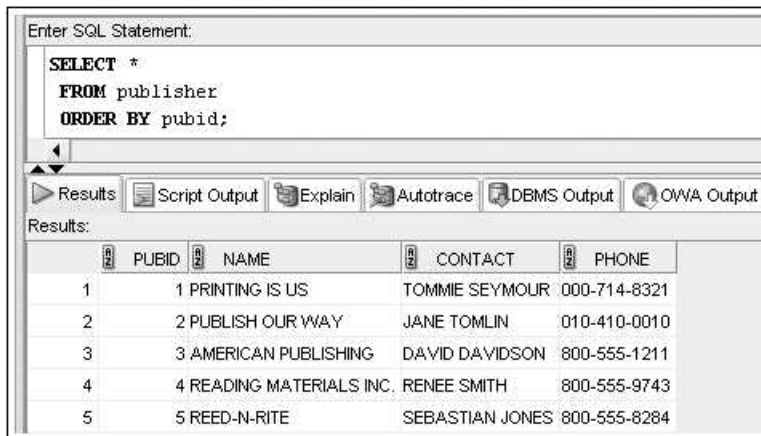 Enter SQL Statement:
SELECT *
FROM publisher
ORDER BY pubid;
Results Script Output Explain Autotrace DBMS Output OWA Output
Results:
PUBID NAME CONTACT PHONE
1 1 PRINTING IS US TOMMIE SEYMOUR 000-714-8321
2 2 PUBLISH OUR WAY JANE TOMLIN 010-410-0010
3 3 AMERICAN PUBLISHING DAVID DAVIDSON 800-555-1211
4 4 READING MATERIALS INC. RENEE SMITH 800-555-9743
5 5 REED-N-RITE SEBASTIAN JONES 800-555-8284